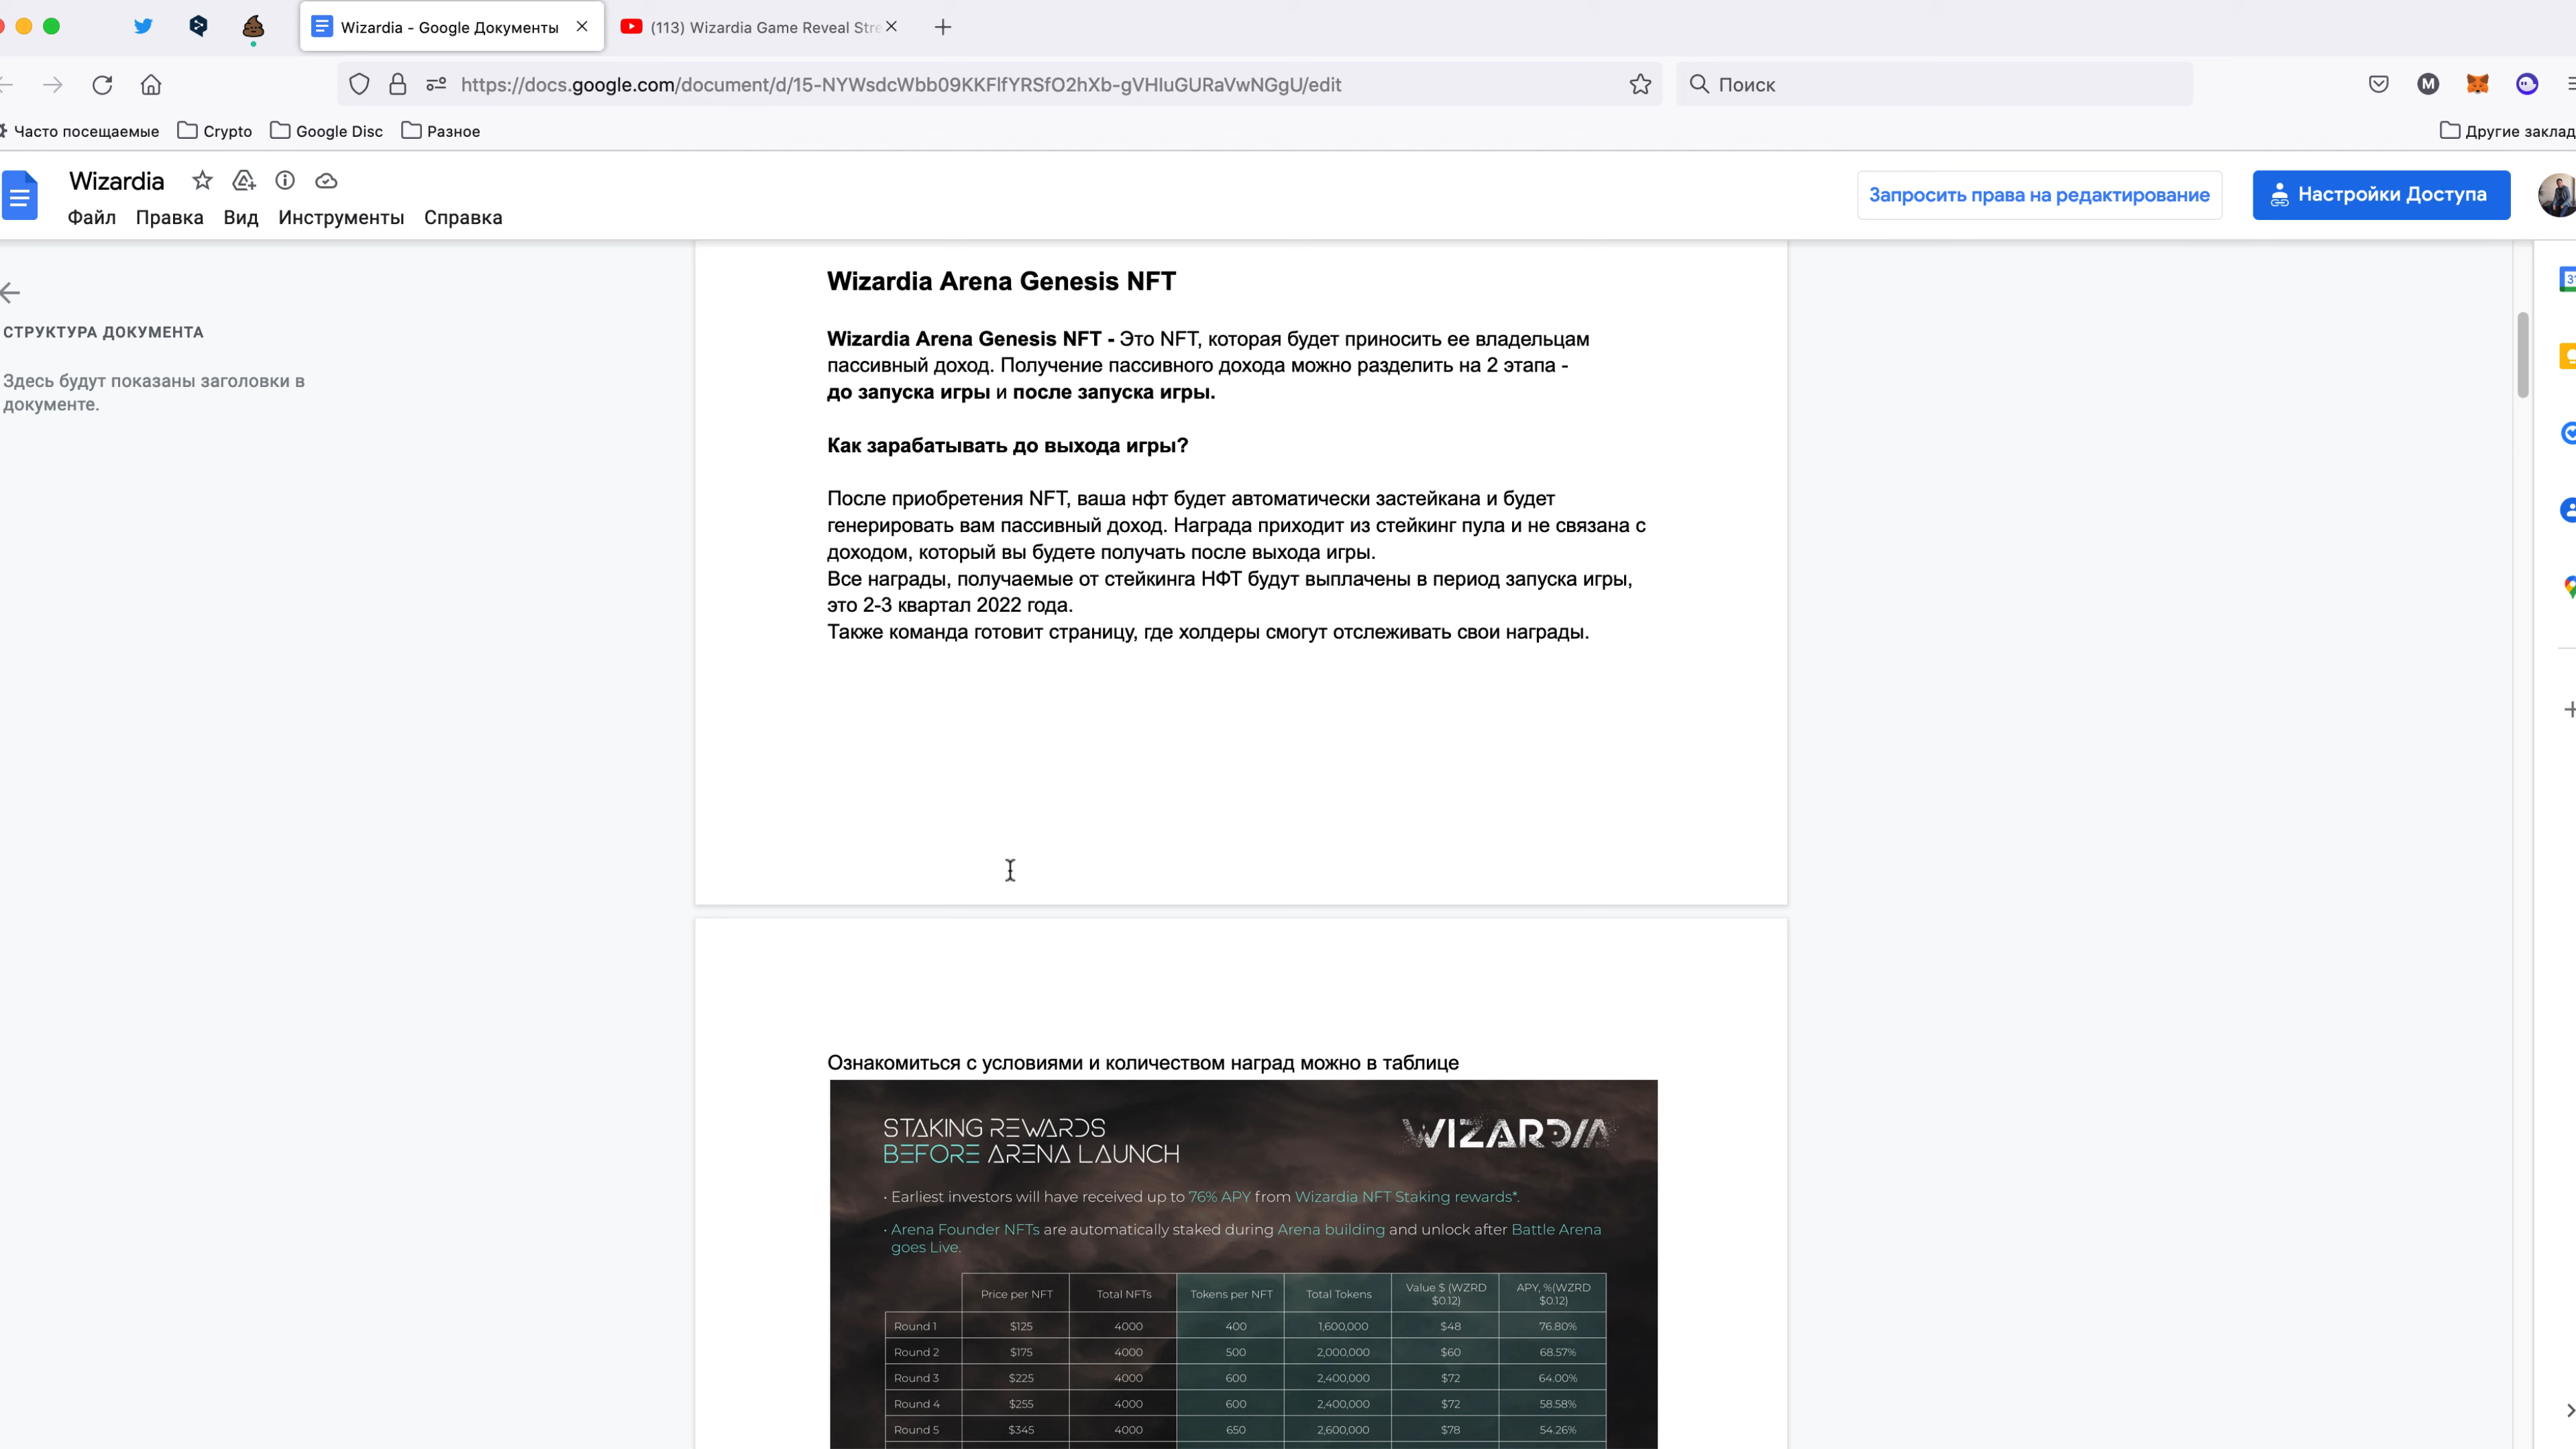 Wizardia - Google Документы
(113) Wizardia Game Reveal Stre
https://docs.google.com/document/d/15-NYWsdcWbb09KKFlfYRSfO2hXb-gVHIuGURaVwNGgU/edit
Поиск
M
Часто посещаемые
Crypto
Google Disc
Разное
Другие заклад
Wizardia
Файл Правка Вид Инструменты Справка
Запросить права на редактирование
Настройки Доступа
СТРУКТУРА ДОКУМЕНТА
Здесь будут показаны заголовки в
документе.
Wizardia Arena Genesis NFT
Wizardia Arena Genesis NFT - Это NFT, которая будет приносить ее владельцам
пассивный доход. Получение пассивного дохода можно разделить на 2 этапа -
до запуска игры и после запуска игры.
Как зарабатывать до выхода игры?
После приобретения NFT, ваша нфт будет автоматически застейкана и будет
генерировать вам пассивный доход. Награда приходит из стейкинг пула и не связана с
доходом, который вы будете получать после выхода игры.
Все награды, получаемые от стейкинга НФТ будут выплачены в период запуска игры,
это 2-3 квартал 2022 года.
Также команда готовит страницу, где холдеры смогут отслеживать свои награды.
Ознакомиться с условиями и количеством наград можно в таблице
STAKING REWARDS
BEFORE ARENA LAUNCH
WIZARDIA
· Earliest investors will have received up to 76% APY from Wizardia NFT Staking rewards*.
· Arena Founder NFTs are automatically staked during Arena building and unlock after Battle Arena
goes Live.
Price per NFT Total NFTs Tokens per NFT Total Tokens Value $ (WZRD $0.12) APY, %(WZRD $0.12)
Round 1 $125 4000 400 1,600,000 $48 76.80%
Round 2 $175 4000 500 2,000,000 $60 68.57%
Round 3 $225 4000 600 2,400,000 $72 64.00%
Round 4 $255 4000 600 2,400,000 $72 58.58%
Round 5 $345 4000 650 2,600,000 $78 54.26%